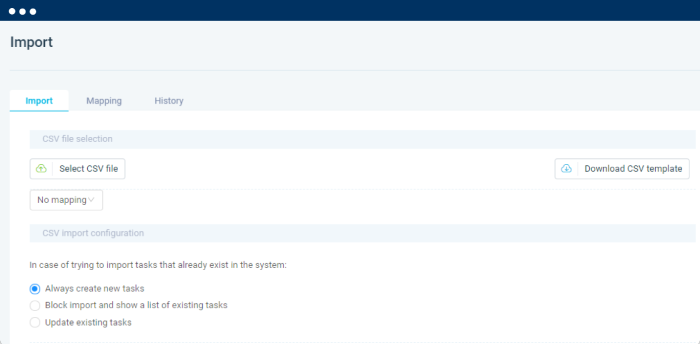 Import
Import Mapping History
CSV file selection
Select CSV file Download CSV template
No mapping
CSV import configuration
In case of trying to import tasks that already exist in the system:
Always create new tasks
Block import and show a list of existing tasks
Update existing tasks